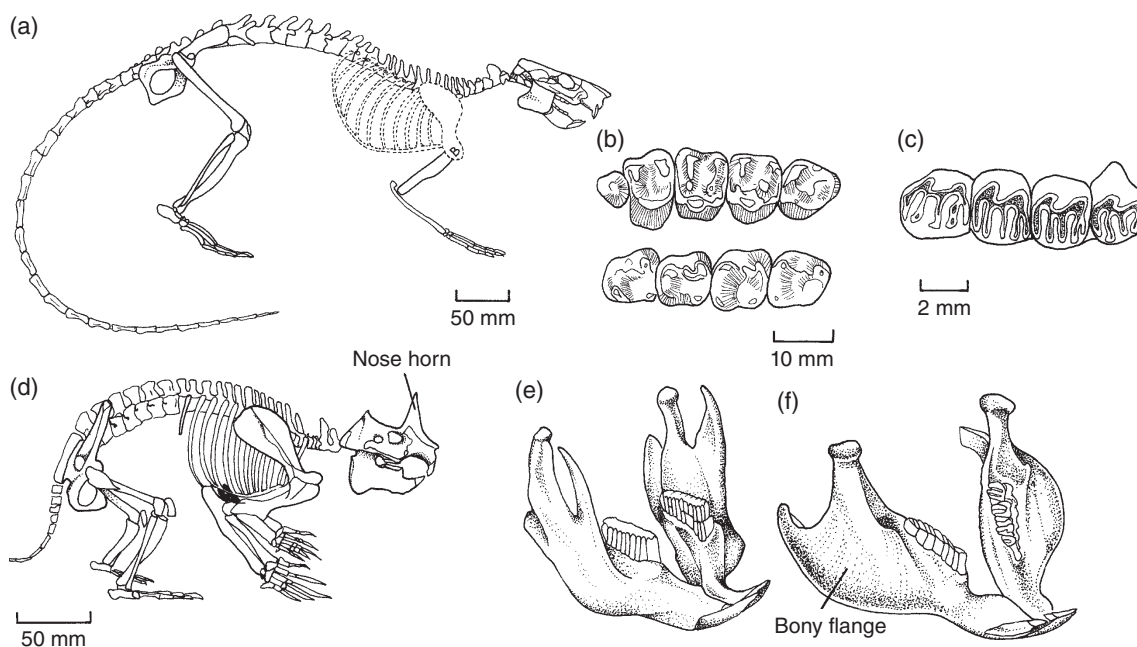 (a)
50 mm
(b)
10 mm
(c)
2 mm
(d)
Nose horn
50 mm
(e)
(f)
Bony flange